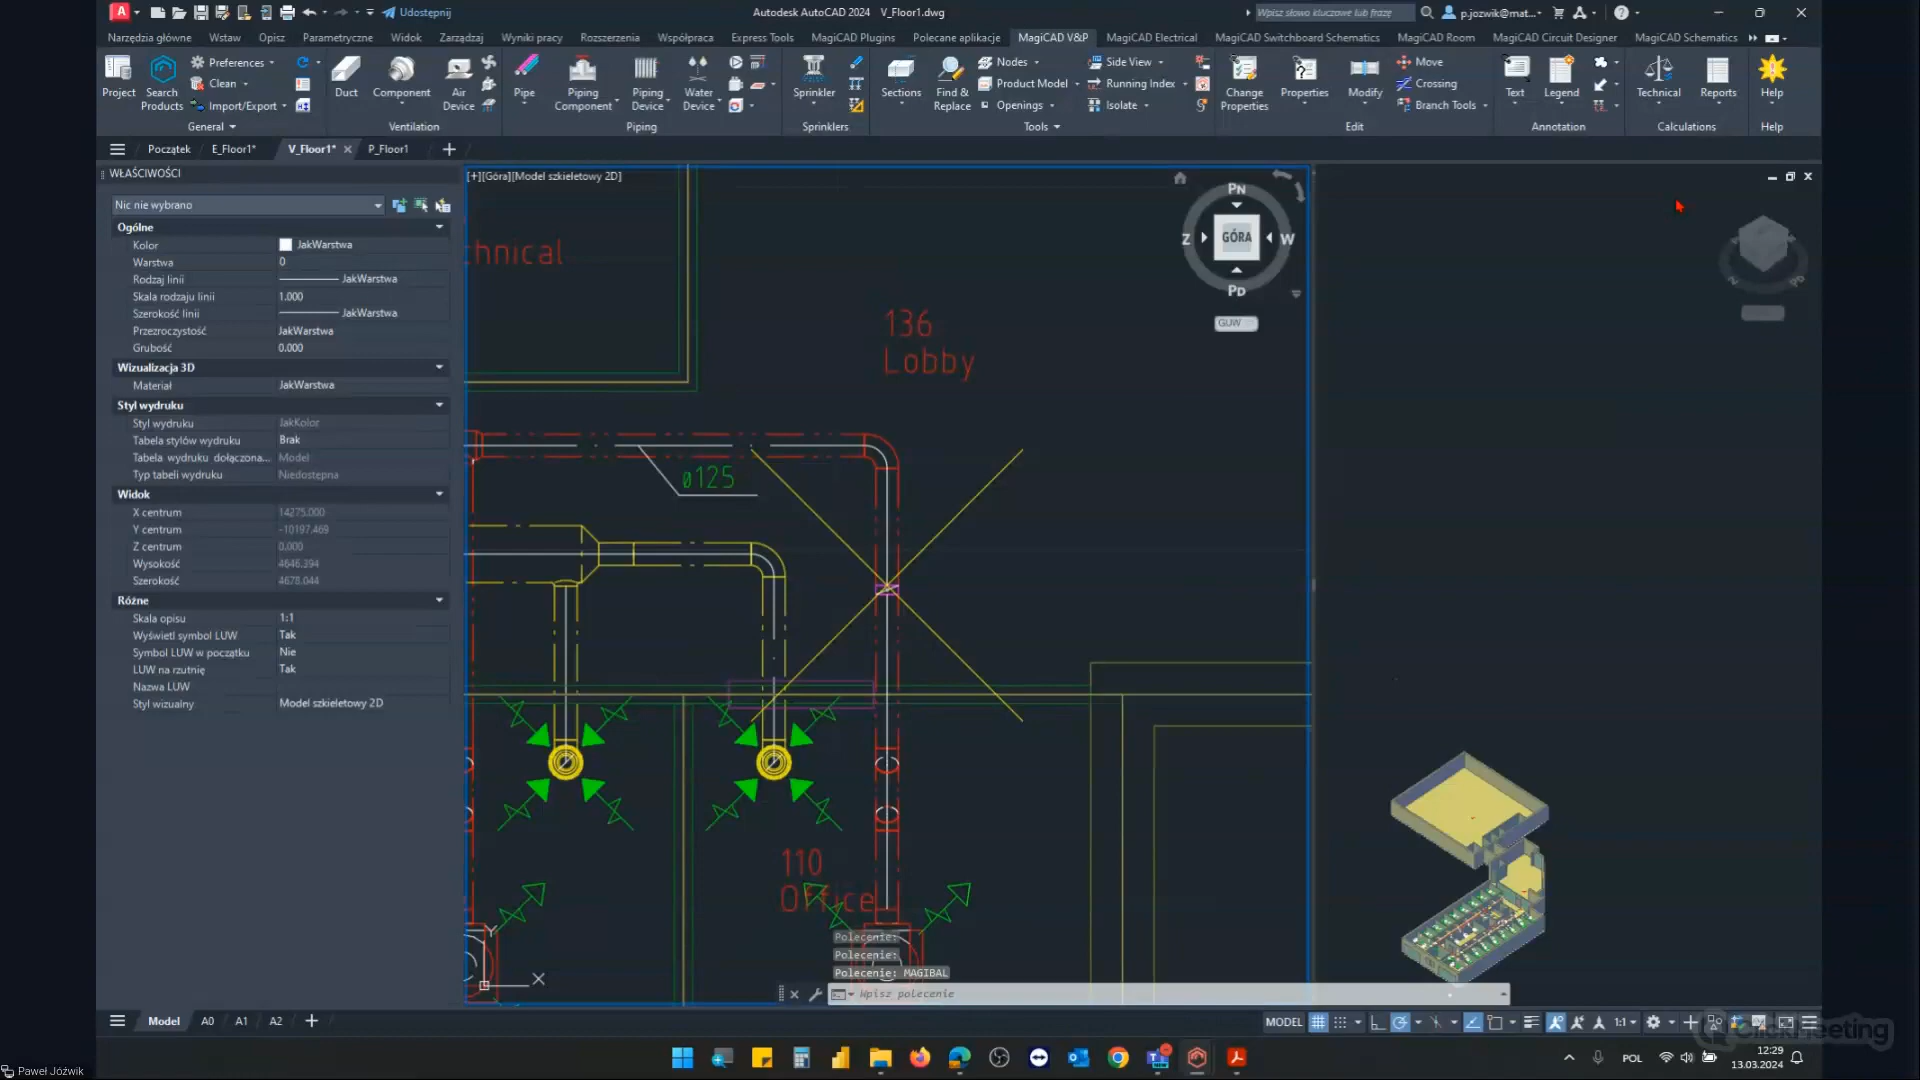 Udostępnij
Autodesk AutoCAD 2024 V_Floor1.dwg
Wpisz słowo kluczowe lub frazę
p.jozwik@mat...
Narzędzia główne Wstaw Opisz Parametryczne Widok Zarządzaj Wyniki pracy Rozszerzenia Współpraca Express Tools MagiCAD Plugins Polecane aplikacje MagiCAD V&P MagiCAD Electrical MagiCAD Switchboard Schematics MagiCAD Room MagiCAD Circuit Designer MagiCAD Schematics
Project
Search Products
Preferences
Clean
Import/Export
General
Duct
Component
Air Device
Ventilation
Pipe
Piping Component
Piping Device
Water Device
Piping
Sprinkler
Sprinklers
Sections
Find & Replace
Nodes
Product Model
Openings
Side View
Running Index
Isolate
Tools
Change Properties
Properties
Modify
Move
Crossing
Branch Tools
Edit
Text
Legend
Annotation
Technical
Reports
Calculations
Help
Help
Początek E_Floor1* V_Floor1* P_Floor1
WŁAŚCIWOŚCI
Nic nie wybrano
Ogólne
Kolor JakWarstwa
Warstwa 0
Rodzaj linii JakWarstwa
Skala rodzaju linii 1.000
Szerokość linii JakWarstwa
Przezroczystość JakWarstwa
Grubość 0.000
Wizualizacja 3D
Materiał JakWarstwa
Styl wydruku
Styl wydruku JakKolor
Tabela stylów wydruku Brak
Tabela wydruku dołączona... Model
Typ tabeli wydruku Niedostępna
Widok
X centrum 14275.000
Y centrum -10197.469
Z centrum 0.000
Wysokość 4646.394
Szerokość 4678.044
Różne
Skala opisu 1:1
Wyświetl symbol LUW Tak
Symbol LUW w początku Nie
LUW na rzutnię Tak
Nazwa LUW
Styl wizualny Model szkieletowy 2D
[+][Góra][Model szkieletowy 2D]
chnical
136
Lobby
ø125
110
Office
PN
Z GÓRA W
PD
GUW
Y
X
Polecenie:
Polecenie:
Polecenie: MAGIBAL
Wpisz polecenie
Model A0 A1 A2
MODEL
1:1
ClickMeeting
POL
12:29
13.03.2024
Paweł Jóźwik